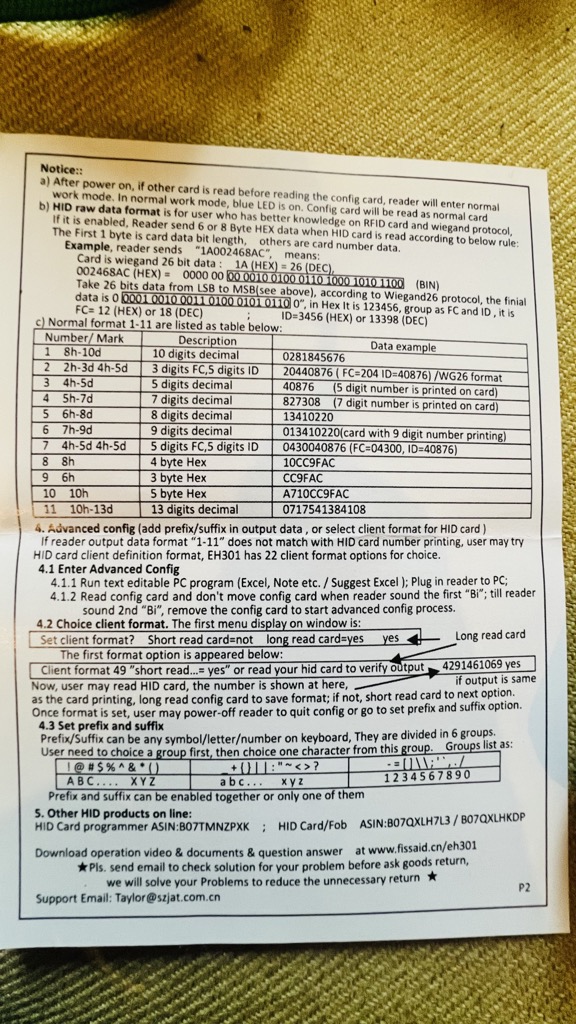 Notice::
a) After power on, if other card is read before reading the config card, reader will enter normal
work mode. In normal work mode, blue LED is on. Config card will be read as normal card
b) HID raw data format is for user who has better knowledge on RFID card and wiegand protocol,
If it is enabled, Reader send 6 or 8 Byte HEX data when HID card is read according to below rule:
The First 1 byte is card data bit length, others are card number data.
Example, reader sends "1A002468AC", means:
Card is wiegand 26 bit data : 1A (HEX) = 26 (DEC),
002468AC (HEX) = 0000 00 00 0010 0100 0110 1000 1010 1100 (BIN)
Take 26 bits data from LSB to MSB(see above), according to Wiegand26 protocol, the finial
data is 0 0001 0010 0011 0100 0101 0110 0", in Hex It is 123456, group as FC and ID , it is
FC= 12 (HEX) or 18 (DEC) ; ID=3456 (HEX) or 13398 (DEC)
c) Normal format 1-11 are listed as table below:
Number/ Mark Description Data example
1 8h-10d 10 digits decimal 0281845676
2 2h-3d 4h-5d 3 digits FC,5 digits ID 20440876 ( FC=204 ID=40876) /WG26 format
3 4h-5d 5 digits decimal 40876 (5 digit number is printed on card)
4 5h-7d 7 digits decimal 827308 (7 digit number is printed on card)
5 6h-8d 8 digits decimal 13410220
6 7h-9d 9 digits decimal 013410220(card with 9 digit number printing)
7 4h-5d 4h-5d 5 digits FC,5 digits ID 0430040876 (FC=04300, ID=40876)
8 8h 4 byte Hex 10CC9FAC
9 6h 3 byte Hex CC9FAC
10 10h 5 byte Hex A710CC9FAC
11 10h-13d 13 digits decimal 0717541384108
4. Advanced config (add prefix/suffix in output data , or select client format for HID card )
If reader output data format "1-11" does not match with HID card number printing, user may try
HID card client definition format, EH301 has 22 client format options for choice.
4.1 Enter Advanced Config
4.1.1 Run text editable PC program (Excel, Note etc. / Suggest Excel ); Plug in reader to PC;
4.1.2 Read config card and don't move config card when reader sound the first "Bi"; till reader
sound 2nd "Bi", remove the config card to start advanced config process.
4.2 Choice client format. The first menu display on window is:
Set client format? Short read card=not long read card=yes yes Long read card
The first format option is appeared below:
Client format 49 "short read...= yes" or read your hid card to verify output 4291461069 yes
Now, user may read HID card, the number is shown at here, if output is same
as the card printing, long read config card to save format; if not, short read card to next option.
Once format is set, user may power-off reader to quit config or go to set prefix and suffix option.
4.3 Set prefix and suffix
Prefix/Suffix can be any symbol/letter/number on keyboard, They are divided in 6 groups.
User need to choice a group first, then choice one character from this group. Groups list as:
! @ # $ % ^ & * ( ) _ + { } | | : " ~ < > ? - = [ ] \ \ ; ' ' , . /
A B C .... X Y Z a b c ... x y z 1 2 3 4 5 6 7 8 9 0
Prefix and suffix can be enabled together or only one of them
5. Other HID products on line:
HID Card programmer ASIN:B07TMNZPXK ; HID Card/Fob ASIN:B07QXLH7L3 / B07QXLHKDP
Download operation video & documents & question answer at www.fissaid.cn/eh301
★Pls. send email to check solution for your problem before ask goods return,
we will solve your Problems to reduce the unnecessary return ★
Support Email: Taylor@szjat.com.cn
P2